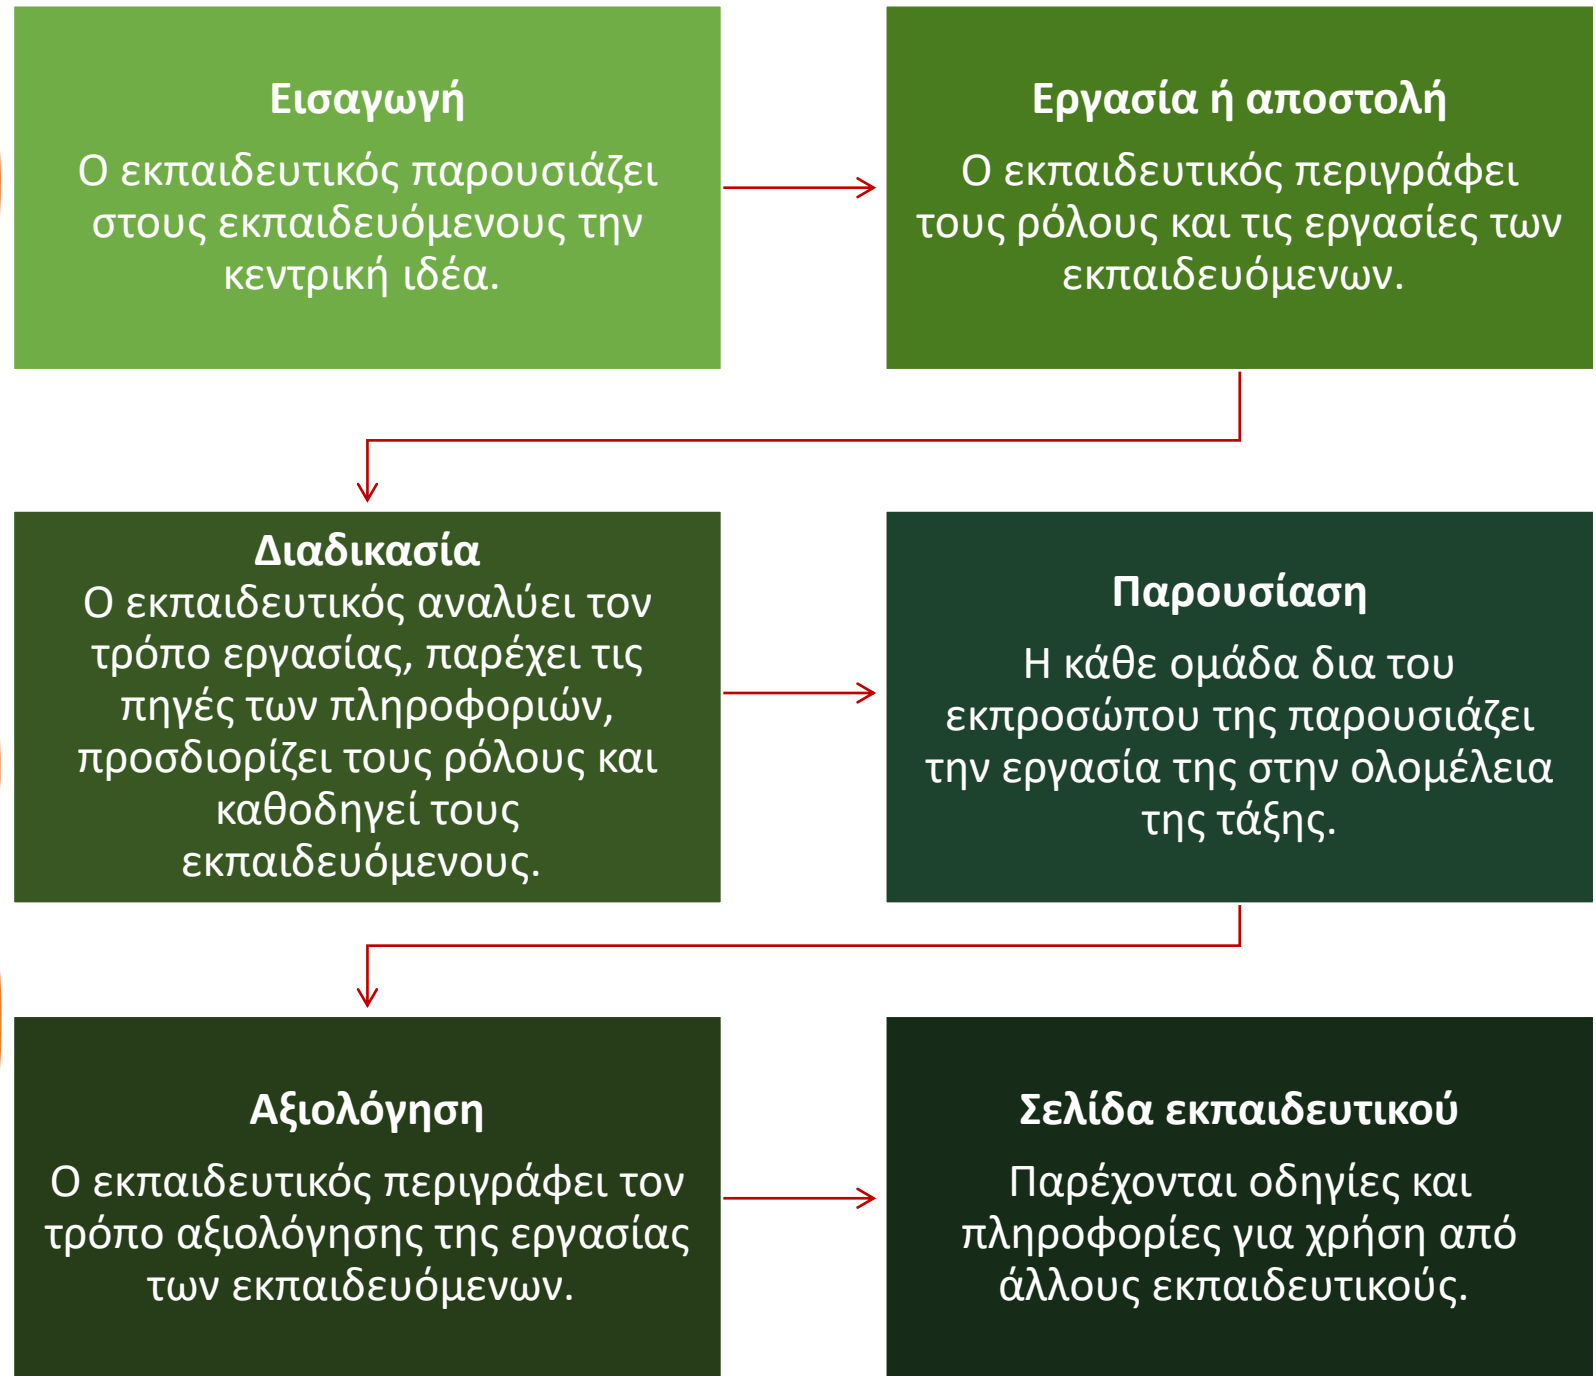 Εισαγωγή
Ο εκπαιδευτικός παρουσιάζει
στους εκπαιδευόμενους την
κεντρική ιδέα.
Εργασία ή αποστολή
Ο εκπαιδευτικός περιγράφει
τους ρόλους και τις εργασίες των
εκπαιδευόμενων.
Διαδικασία
Ο εκπαιδευτικός αναλύει τον
τρόπο εργασίας, παρέχει τις
πηγές των πληροφοριών,
προσδιορίζει τους ρόλους και
καθοδηγεί τους
εκπαιδευόμενους.
Παρουσίαση
Η κάθε ομάδα δια του
εκπροσώπου της παρουσιάζει
την εργασία της στην ολομέλεια
της τάξης.
Αξιολόγηση
Ο εκπαιδευτικός περιγράφει τον
τρόπο αξιολόγησης της εργασίας
των εκπαιδευόμενων.
Σελίδα εκπαιδευτικού
Παρέχονται οδηγίες και
πληροφορίες για χρήση από
άλλους εκπαιδευτικούς.